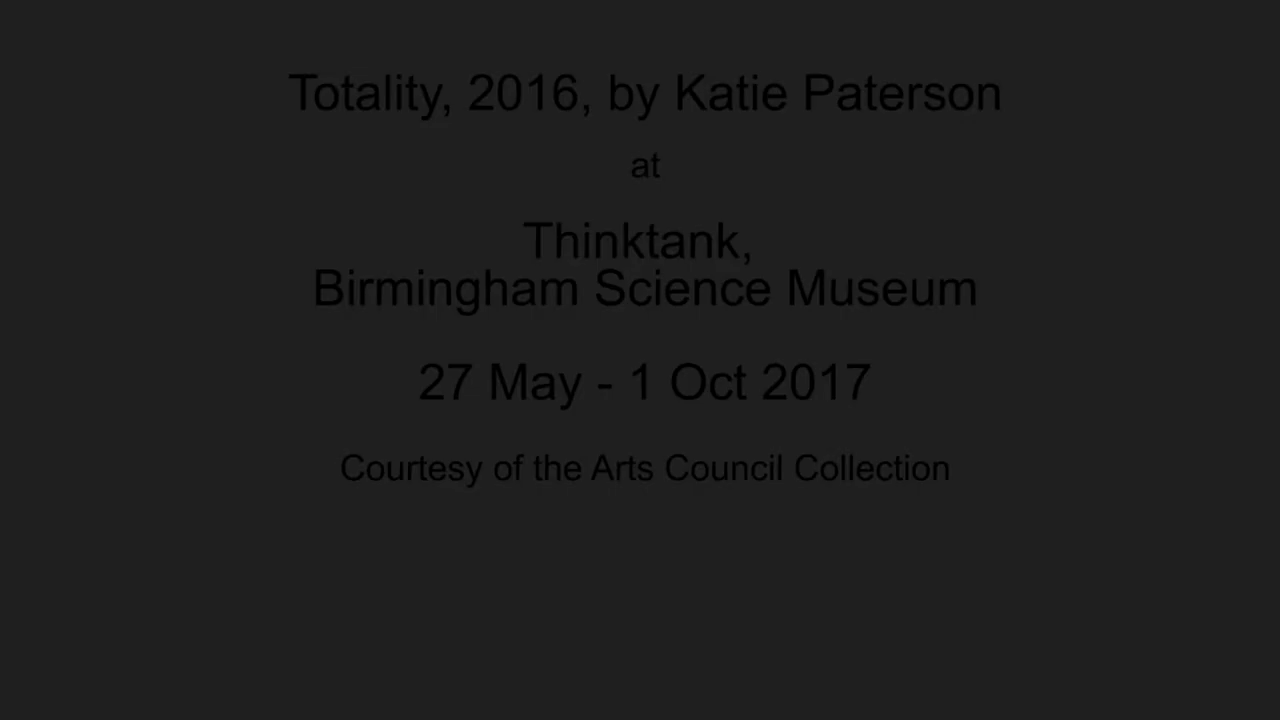 Totality, 2016, by Katie Paterson
at
Thinktank,
Birmingham Science Museum
27 May - 1 Oct 2017
Courtesy of the Arts Council Collection